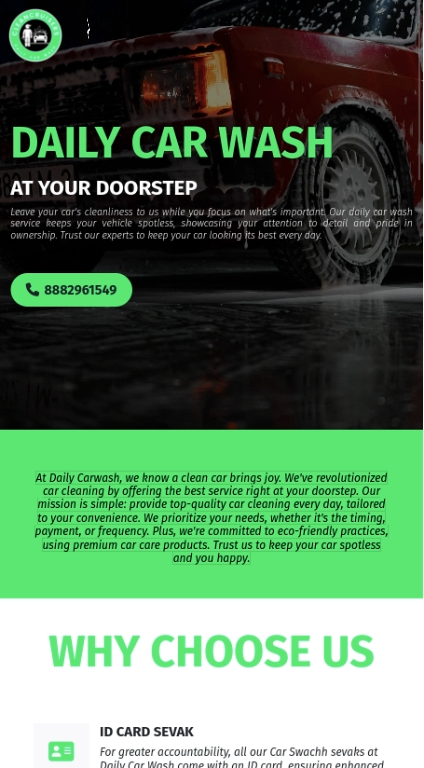 DAILY CAR WASH
AT YOUR DOORSTEP
Leave your car's cleanliness to us while you focus on what's important. Our daily car wash
service keeps your vehicle spotless, showcasing your attention to detail and pride in
ownership. Trust our experts to keep your car looking its best every day.
8882961549
At Daily Carwash, we know a clean car brings joy. We've revolutionized
car cleaning by offering the best service right at your doorstep. Our
mission is simple: provide top-quality car cleaning every day, tailored
to your convenience. We prioritize your needs, whether it's the timing,
payment, or frequency. Plus, we're committed to eco-friendly practices,
using premium car care products. Trust us to keep your car spotless
and you happy.
WHY CHOOSE US
ID CARD SEVAK
For greater accountability, all our Car Swachh sevaks at
Daily Car Wash come with an ID card, ensuring enhanced